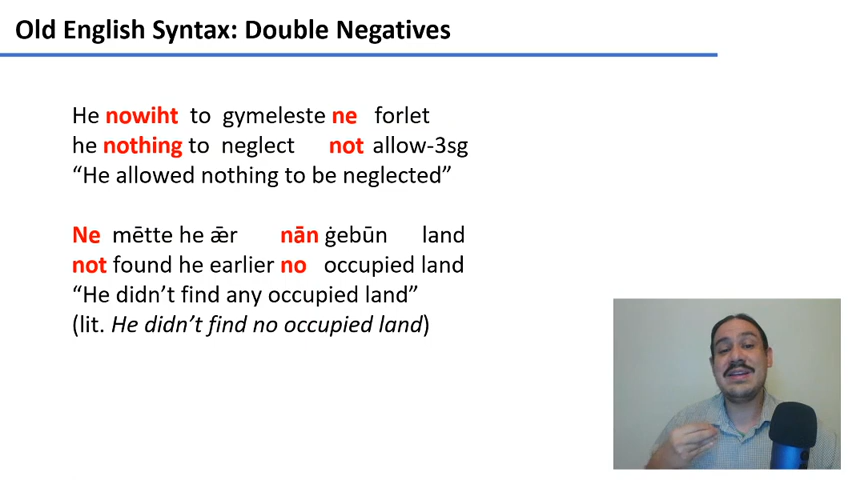 Old English Syntax: Double Negatives
He nowiht to gymeleste ne forlet
he nothing to neglect not allow-3sg
“He allowed nothing to be neglected”
Ne mētte he ǣr nān ġebūn land
not found he earlier no occupied land
“He didn’t find any occupied land”
(lit. He didn’t find no occupied land)